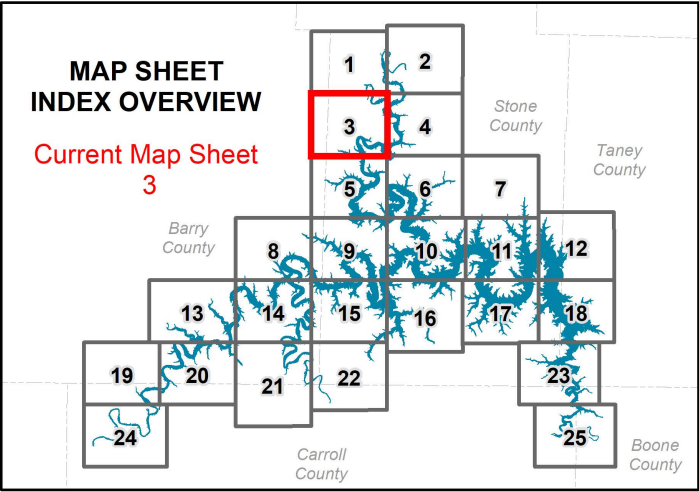 MAP SHEET
INDEX OVERVIEW
Current Map Sheet
3
1
2
3
4
Stone
County
Taney
County
5
6
7
Barry
County
8
9
10
11
12
13
14
15
16
17
18
19
20
21
22
23
24
25
Carroll
County
Boone
County